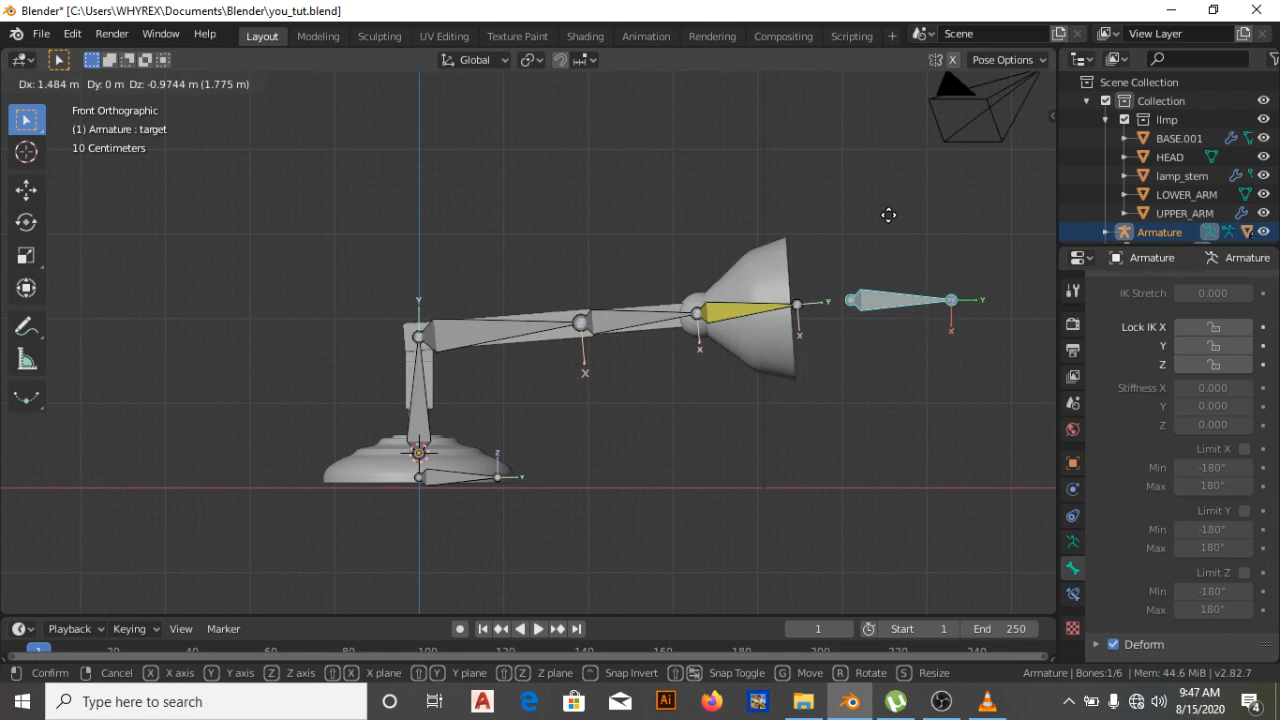 Blender* [C:\Users\WHYREX\Documents\Blender\you_tut.blend]
File Edit Render Window Help Layout Modeling Sculpting UV Editing Texture Paint Shading Animation Rendering Compositing Scripting + Scene View Layer
Global X Pose Options
Dx: 1.484 m Dy: 0 m Dz: -0.9744 m (1.775 m)
Front Orthographic
(1) Armature : target
10 Centimeters
Scene Collection
Collection
BASE.001
HEAD
lamp_stem
LOWER_ARM
UPPER_ARM
Armature
Armature Armature
IK Stretch 0.000
Lock IK X
Y
Z
Stiffness X 0.000
Y 0.000
Z 0.000
Limit X
Min -180°
Max 180°
Limit Y
Min -180°
Max 180°
Limit Z
Min -180°
Max 180°
Deform
Y
Y
Y
X
X
X
X
Z
Y
Playback Keying View Marker 1 Start 1 End 250
1
Confirm Cancel X X axis Y Y axis Z Z axis X X plane Y Y plane Z Z plane Snap Invert Snap Toggle G Move R Rotate S Resize Armature | Bones:1/6 | Mem: 44.6 MiB | v2.82.7
Type here to search
9:47 AM
8/15/2020
4